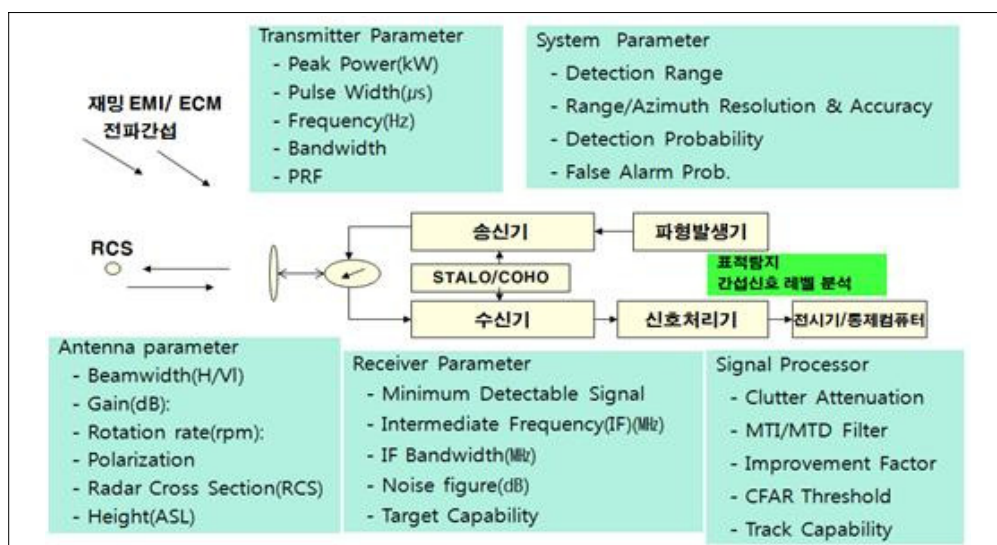 Transmitter Parameter
- Peak Power(kW)
- Pulse Width(㎲)
- Frequency(Hz)
- Bandwidth
- PRF
System Parameter
- Detection Range
- Range/Azimuth Resolution & Accuracy
- Detection Probability
- False Alarm Prob.
재밍 EMI/ ECM
전파간섭
RCS
송신기
파형발생기
STALO/COHO
표적탐지
간섭신호 레벨 분석
수신기
신호처리기
전시기/통제컴퓨터
Antenna parameter
- Beamwidth(H/Vl)
- Gain(dB):
- Rotation rate(rpm):
- Polarization
- Radar Cross Section(RCS)
- Height(ASL)
Receiver Parameter
- Minimum Detectable Signal
- Intermediate Frequency(IF)(㎒)
- IF Bandwidth(㎒)
- Noise figure(㏈)
- Target Capability
Signal Processor
- Clutter Attenuation
- MTI/MTD Filter
- Improvement Factor
- CFAR Threshold
- Track Capability